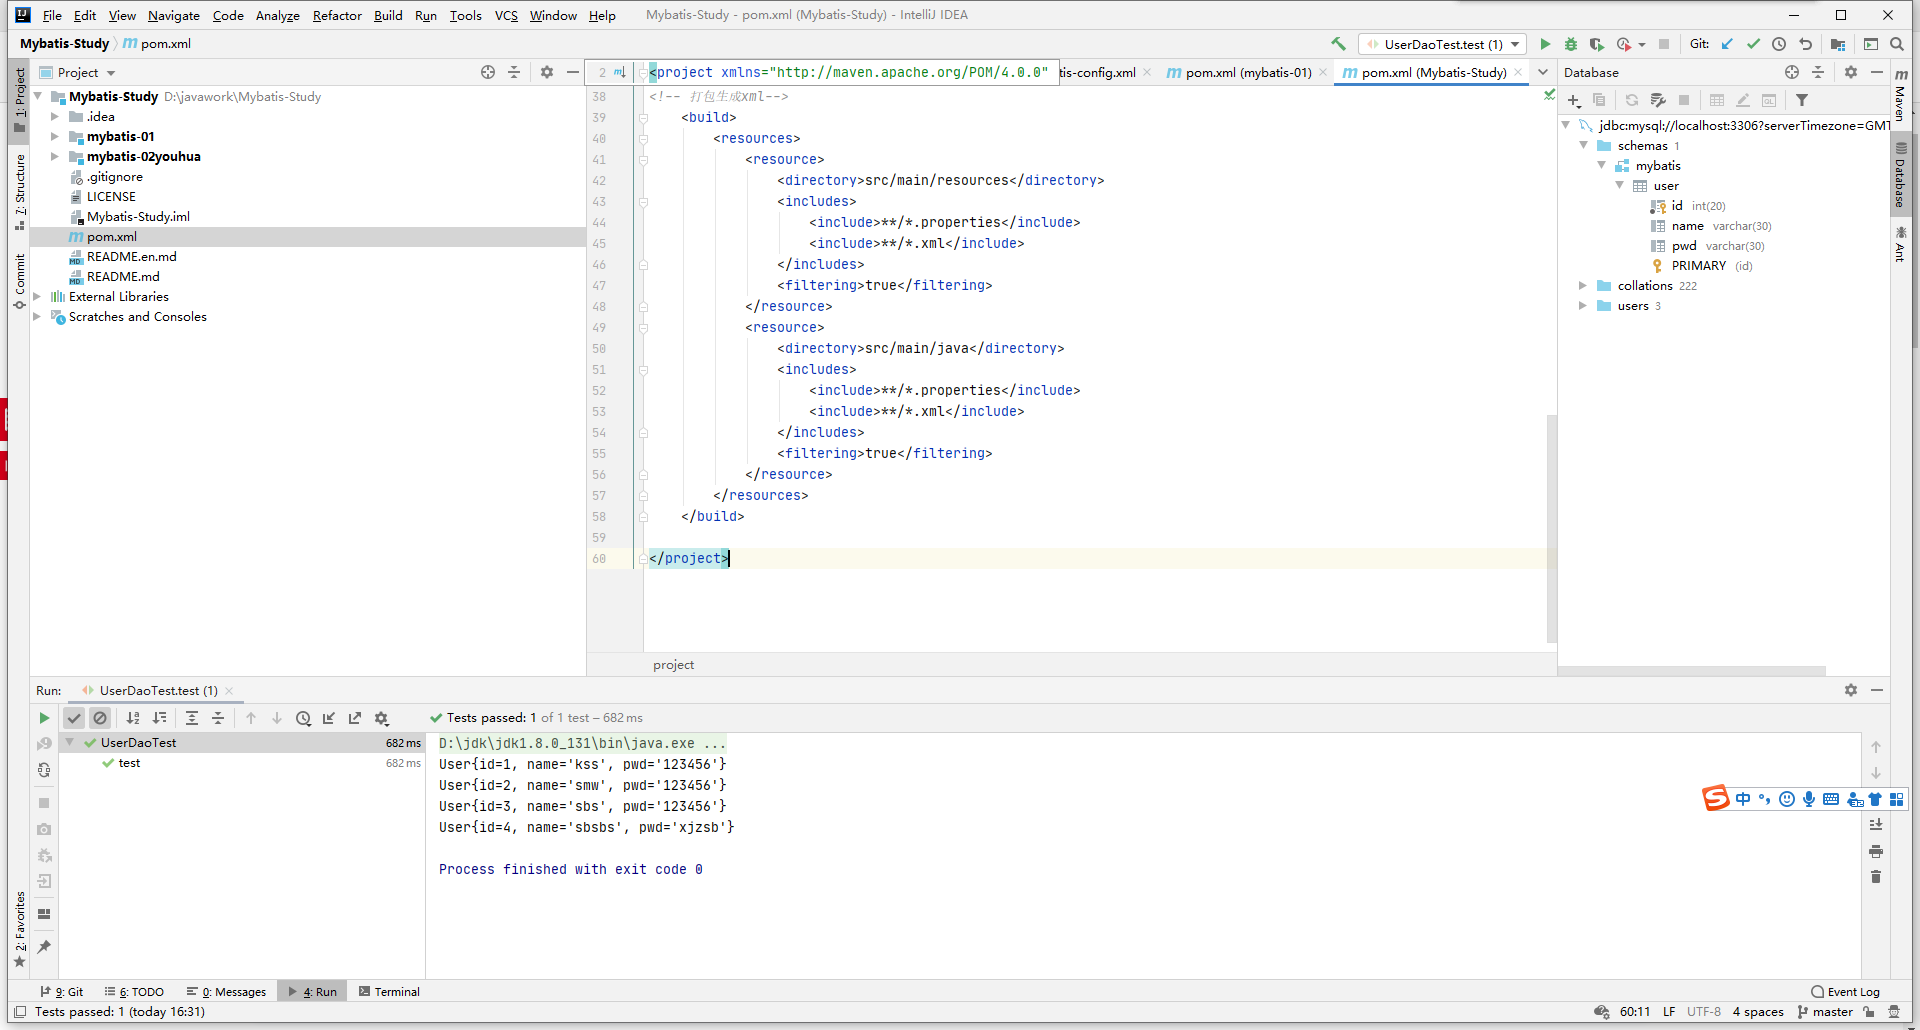 File Edit View Navigate Code Analyze Refactor Build Run Tools VCS Window Help Mybatis-Study - pom.xml (Mybatis-Study) - IntelliJ IDEA
Mybatis-Study pom.xml
UserDaoTest.test (1)
Git:
1: Project
7: Structure
Commit
2: Favorites
Project
Mybatis-Study D:\javawork\Mybatis-Study
.idea
mybatis-01
mybatis-02youhua
.gitignore
LICENSE
Mybatis-Study.iml
pom.xml
README.en.md
README.md
External Libraries
Scratches and Consoles
2 <project xmlns="http://maven.apache.org/POM/4.0.0"
tis-config.xml
pom.xml (mybatis-01)
pom.xml (Mybatis-Study)
38 <!-- 打包生成xml-->
39 <build>
40 <resources>
41 <resource>
42 <directory>src/main/resources</directory>
43 <includes>
44 <include>**/*.properties</include>
45 <include>**/*.xml</include>
46 </includes>
47 <filtering>true</filtering>
48 </resource>
49 <resource>
50 <directory>src/main/java</directory>
51 <includes>
52 <include>**/*.properties</include>
53 <include>**/*.xml</include>
54 </includes>
55 <filtering>true</filtering>
56 </resource>
57 </resources>
58 </build>
59
60 </project>
project
Database
jdbc:mysql://localhost:3306?serverTimezone=GMT
schemas 1
mybatis
user
id int(20)
name varchar(30)
pwd varchar(30)
PRIMARY (id)
collations 222
users 3
Maven
Database
Ant
Run: UserDaoTest.test (1)
Tests passed: 1 of 1 test – 682 ms
UserDaoTest 682 ms
test 682 ms
D:\jdk\jdk1.8.0_131\bin\java.exe ...
User{id=1, name='kss', pwd='123456'}
User{id=2, name='smw', pwd='123456'}
User{id=3, name='sbs', pwd='123456'}
User{id=4, name='sbsbs', pwd='xjzsb'}
Process finished with exit code 0
中
9: Git 6: TODO 0: Messages 4: Run Terminal
Event Log
Tests passed: 1 (today 16:31)
60:11 LF UTF-8 4 spaces master